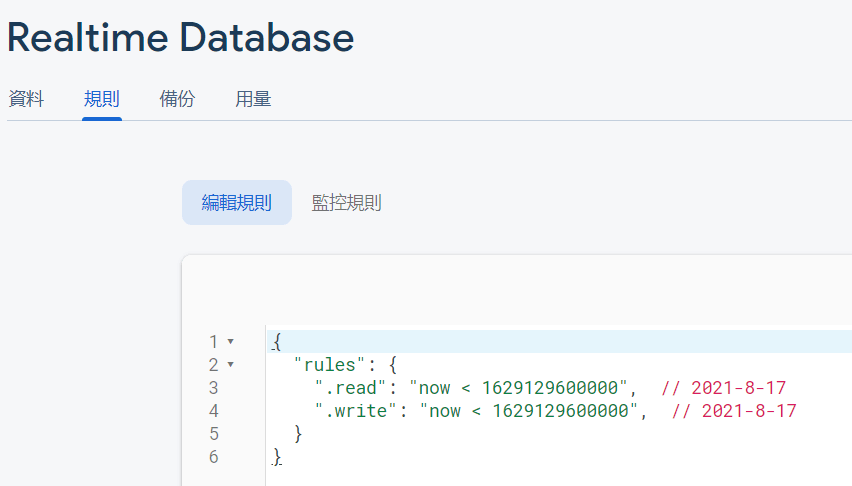 Realtime Database
資料 規則 備份 用量
編輯規則 監控規則
1 {
2 "rules": {
3 ".read": "now < 1629129600000",  // 2021-8-17
4 ".write": "now < 1629129600000",  // 2021-8-17
5 }
6 }